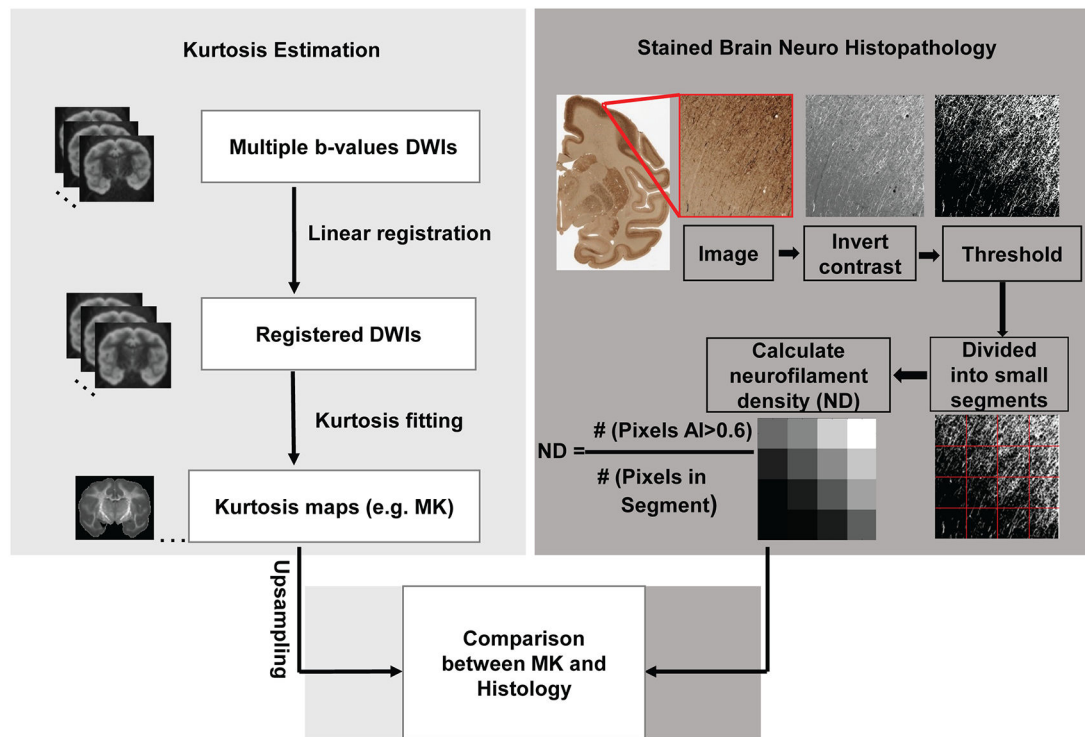 Kurtosis Estimation
Multiple b-values DWIs
Linear registration
Registered DWIs
Kurtosis fitting
Kurtosis maps (e.g. MK)
Upsampling
Stained Brain Neuro Histopathology
Image
Invert
contrast
Threshold
Divided
into small
segments
Calculate
neurofilament
density (ND)
ND =
# (Pixels AI>0.6)
# (Pixels in
Segment)
Comparison
between MK and
Histology